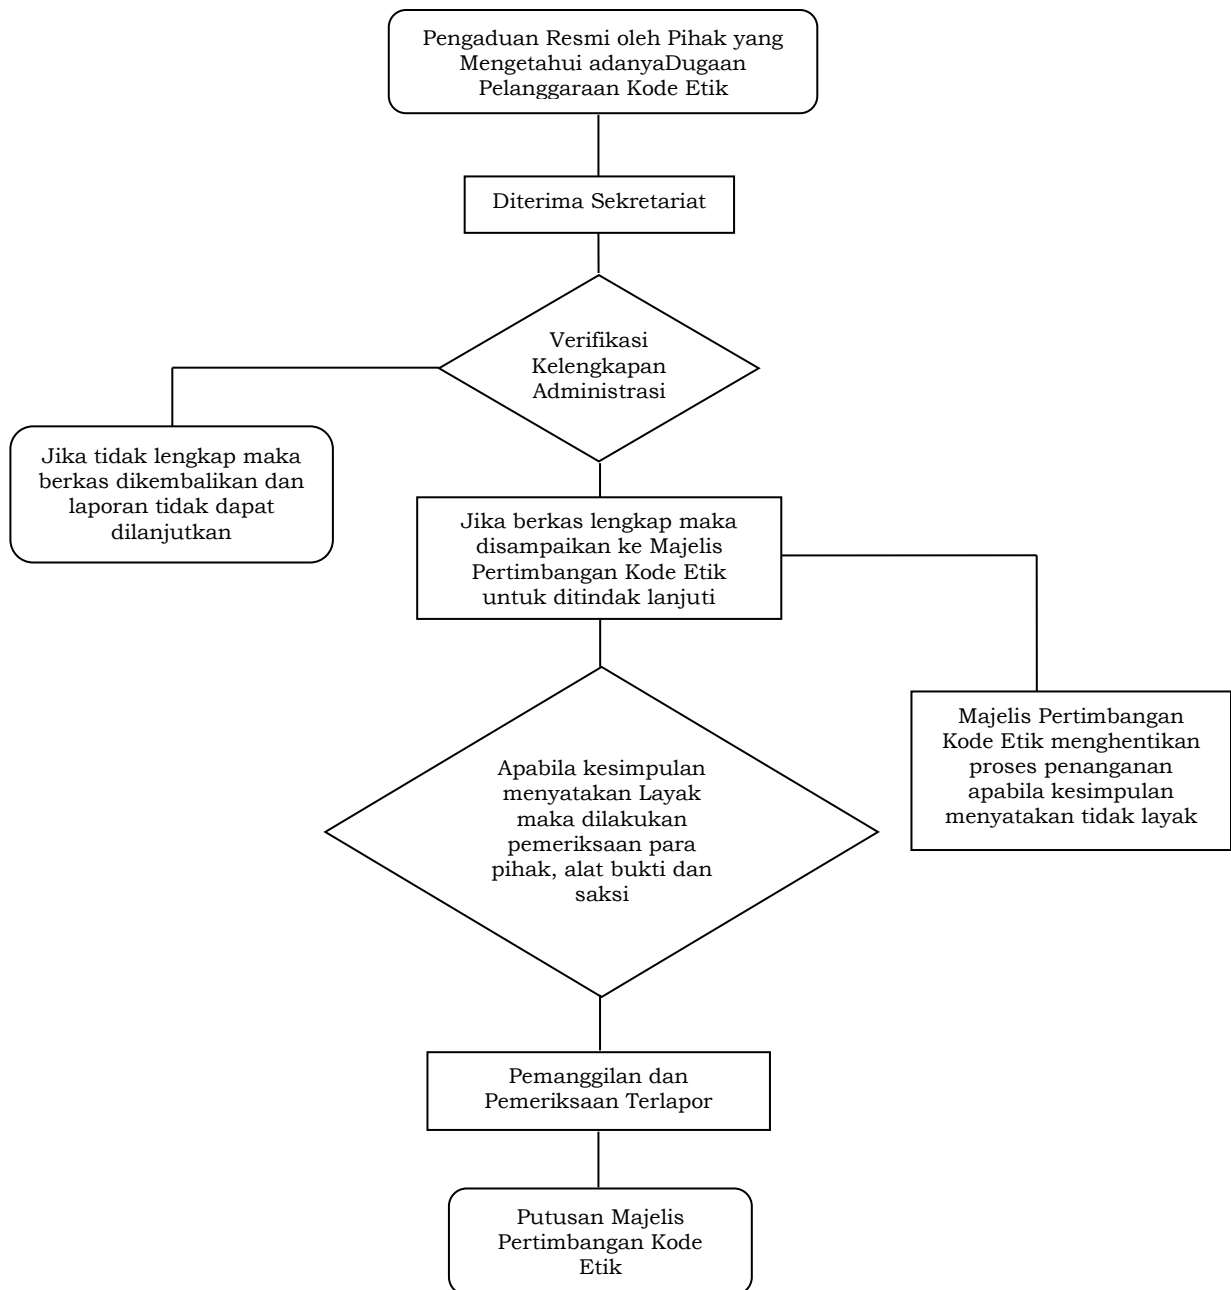 Pengaduan Resmi oleh Pihak yang
Mengetahui adanyaDugaan
Pelanggaraan Kode Etik
Diterima Sekretariat
Verifikasi
Kelengkapan
Administrasi
Jika tidak lengkap maka
berkas dikembalikan dan
laporan tidak dapat
dilanjutkan
Jika berkas lengkap maka
disampaikan ke Majelis
Pertimbangan Kode Etik
untuk ditindak lanjuti
Majelis Pertimbangan
Kode Etik menghentikan
proses penanganan
apabila kesimpulan
menyatakan tidak layak
Apabila kesimpulan
menyatakan Layak
maka dilakukan
pemeriksaan para
pihak, alat bukti dan
saksi
Pemanggilan dan
Pemeriksaan Terlapor
Putusan Majelis
Pertimbangan Kode
Etik